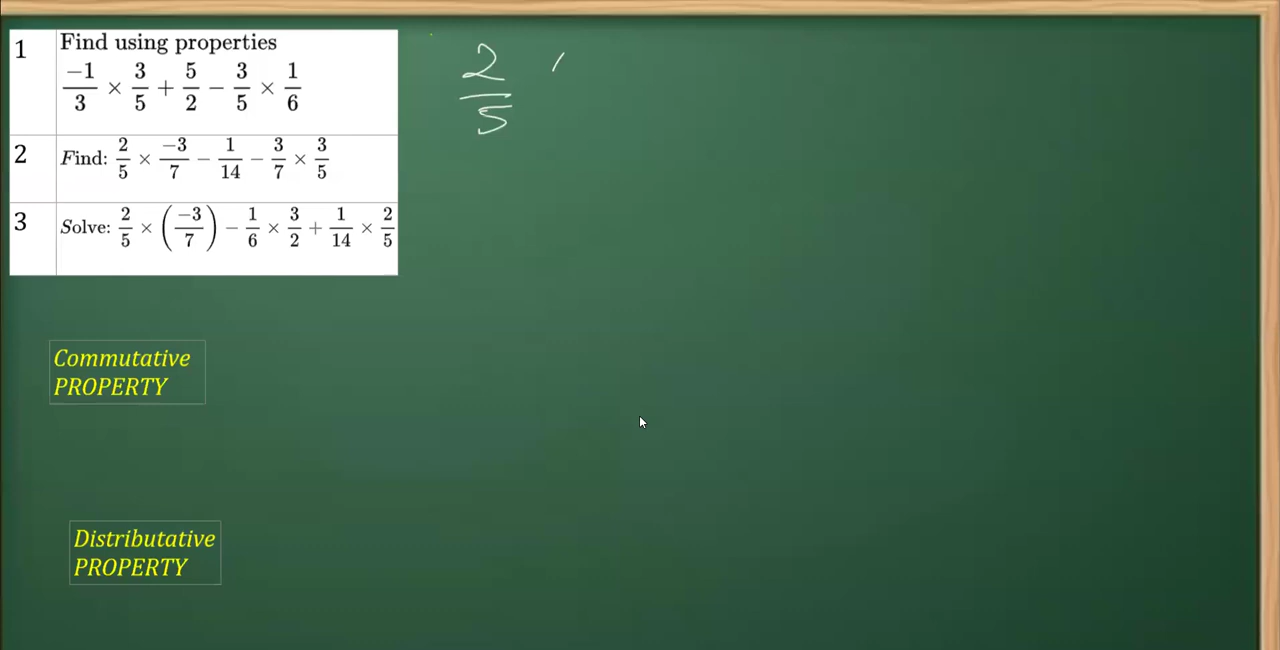 1 Find using properties
-1/3 × 3/5 + 5/2 − 3/5 × 1/6
2 Find: 2/5 × -3/7 − 1/14 − 3/7 × 3/5
3 Solve: 2/5 × (-3/7) − 1/6 × 3/2 + 1/14 × 2/5
2/5
Commutative
PROPERTY
Distributative
PROPERTY